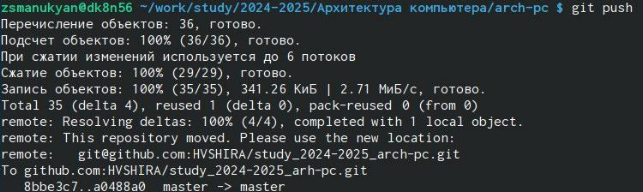 zsmanukyan@dk8n56 ~/work/study/2024-2025/Архитектура компьютера/arch-pc $ git push
Перечисление объектов: 36, готово.
Подсчет объектов: 100% (36/36), готово.
При сжатии изменений используется до 6 потоков
Сжатие объектов: 100% (29/29), готово.
Запись объектов: 100% (35/35), 341.26 КиБ | 2.71 МиБ/с, готово.
Total 35 (delta 4), reused 1 (delta 0), pack-reused 0 (from 0)
remote: Resolving deltas: 100% (4/4), completed with 1 local object.
remote: This repository moved. Please use the new location:
remote:   git@github.com:HVSHIRA/study_2024-2025_arch-pc.git
To github.com:HVSHIRA/study_2024-2025_arh-pc.git
   8bbe3c7..a0488a0  master -> master